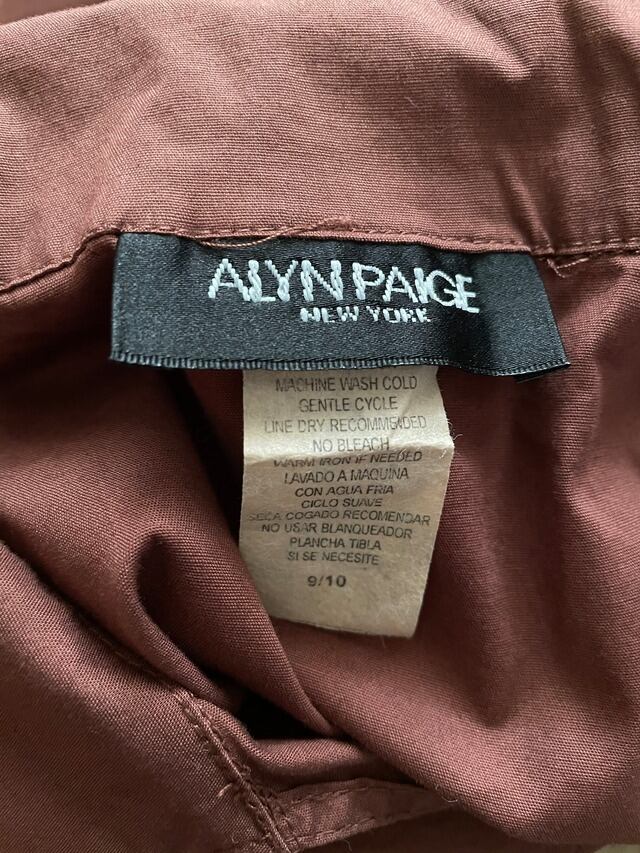 ALYN PAIGE
NEW YORK
MACHINE WASH COLD
GENTLE CYCLE
LINE DRY RECOMMENDED
NO BLEACH
WARM IRON IF NEEDED
LAVADO A MAQUINA
CON AGUA FRIA
CICLO SUAVE
SECA COGADO RECOMENDAR
NO USAR BLANQUEADOR
PLANCHA TIBLA
SI SE NECESITE
9/10